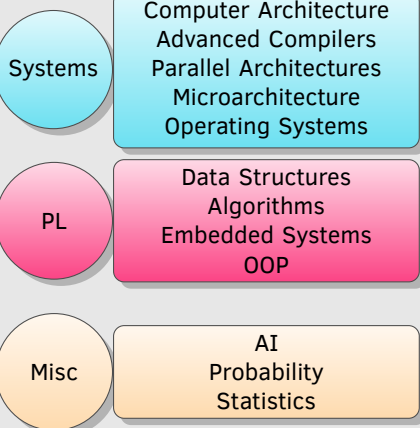 Systems
Computer Architecture
Advanced Compilers
Parallel Architectures
Microarchitecture
Operating Systems
PL
Data Structures
Algorithms
Embedded Systems
OOP
Misc
AI
Probability
Statistics